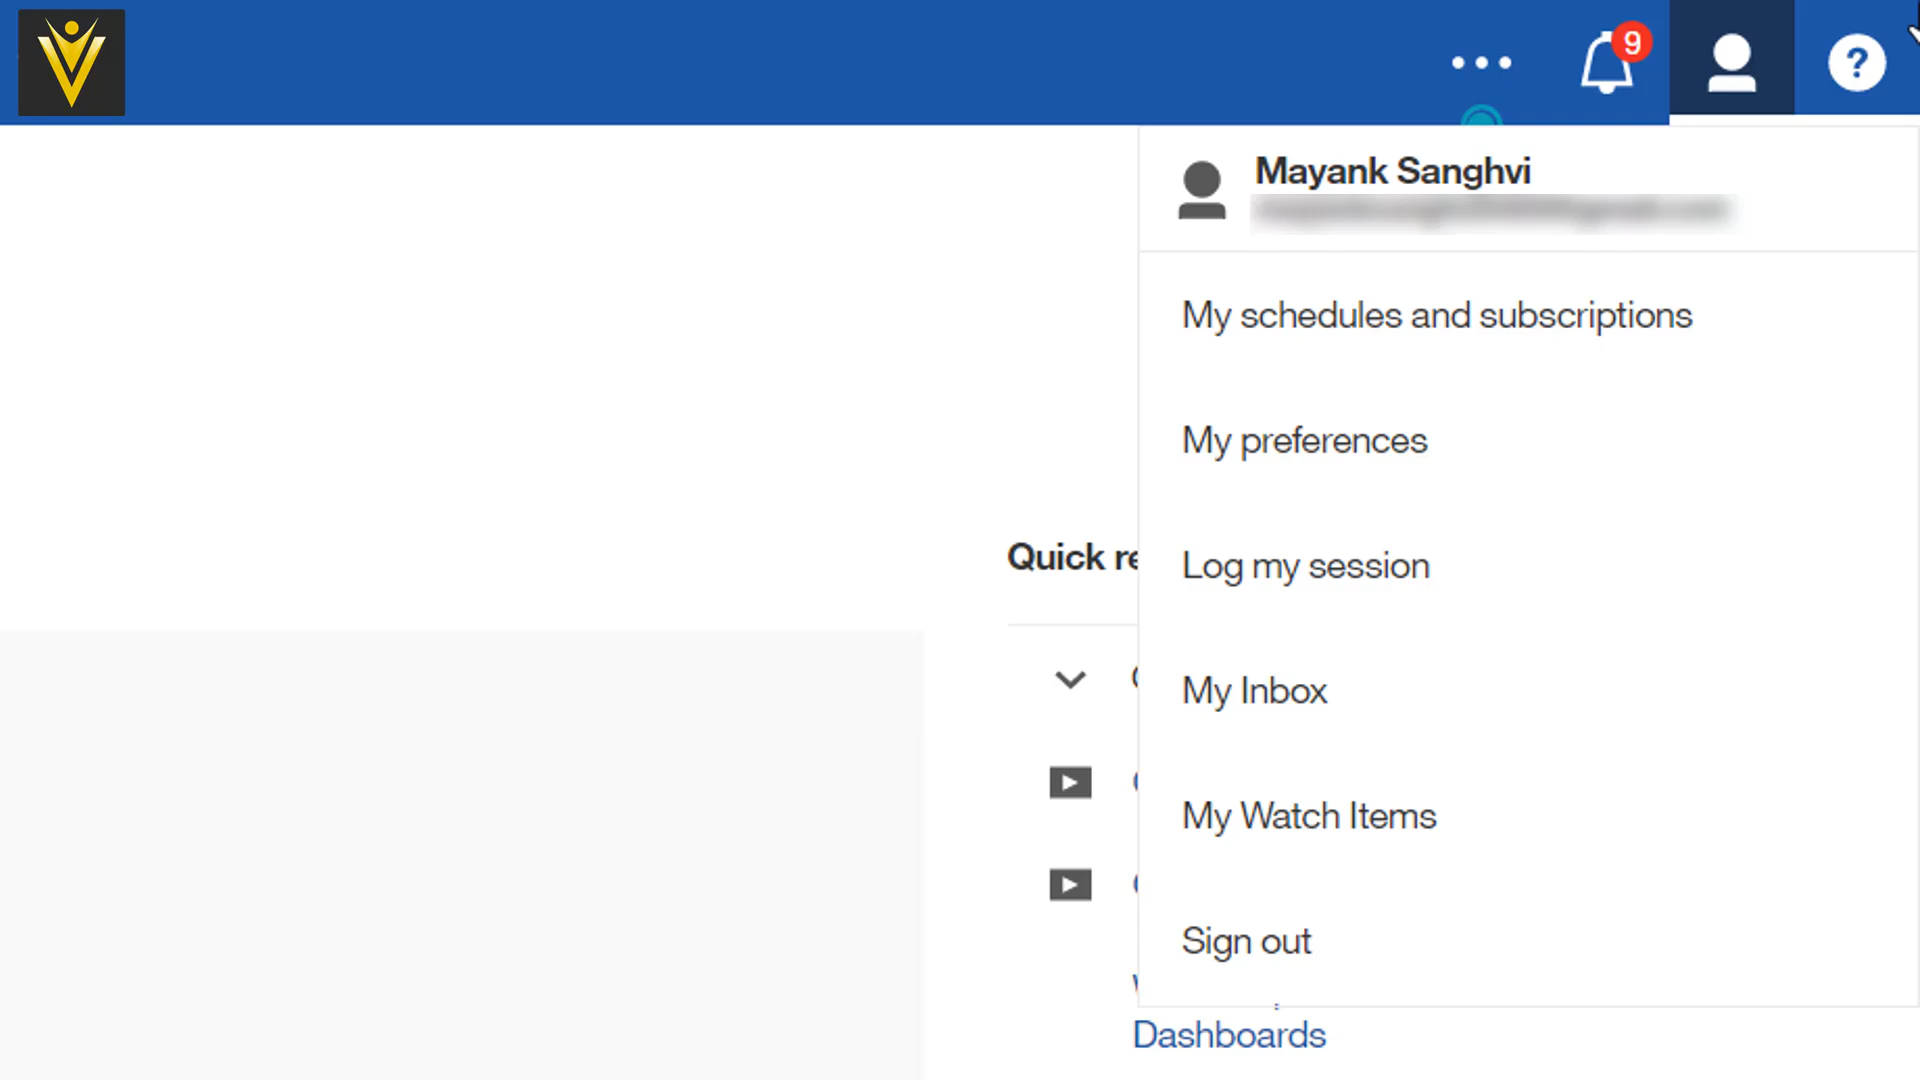 9
?
Mayank Sanghvi
My schedules and subscriptions
My preferences
Quick
Log my session
My Inbox
My Watch Items
Sign out
Dashboards